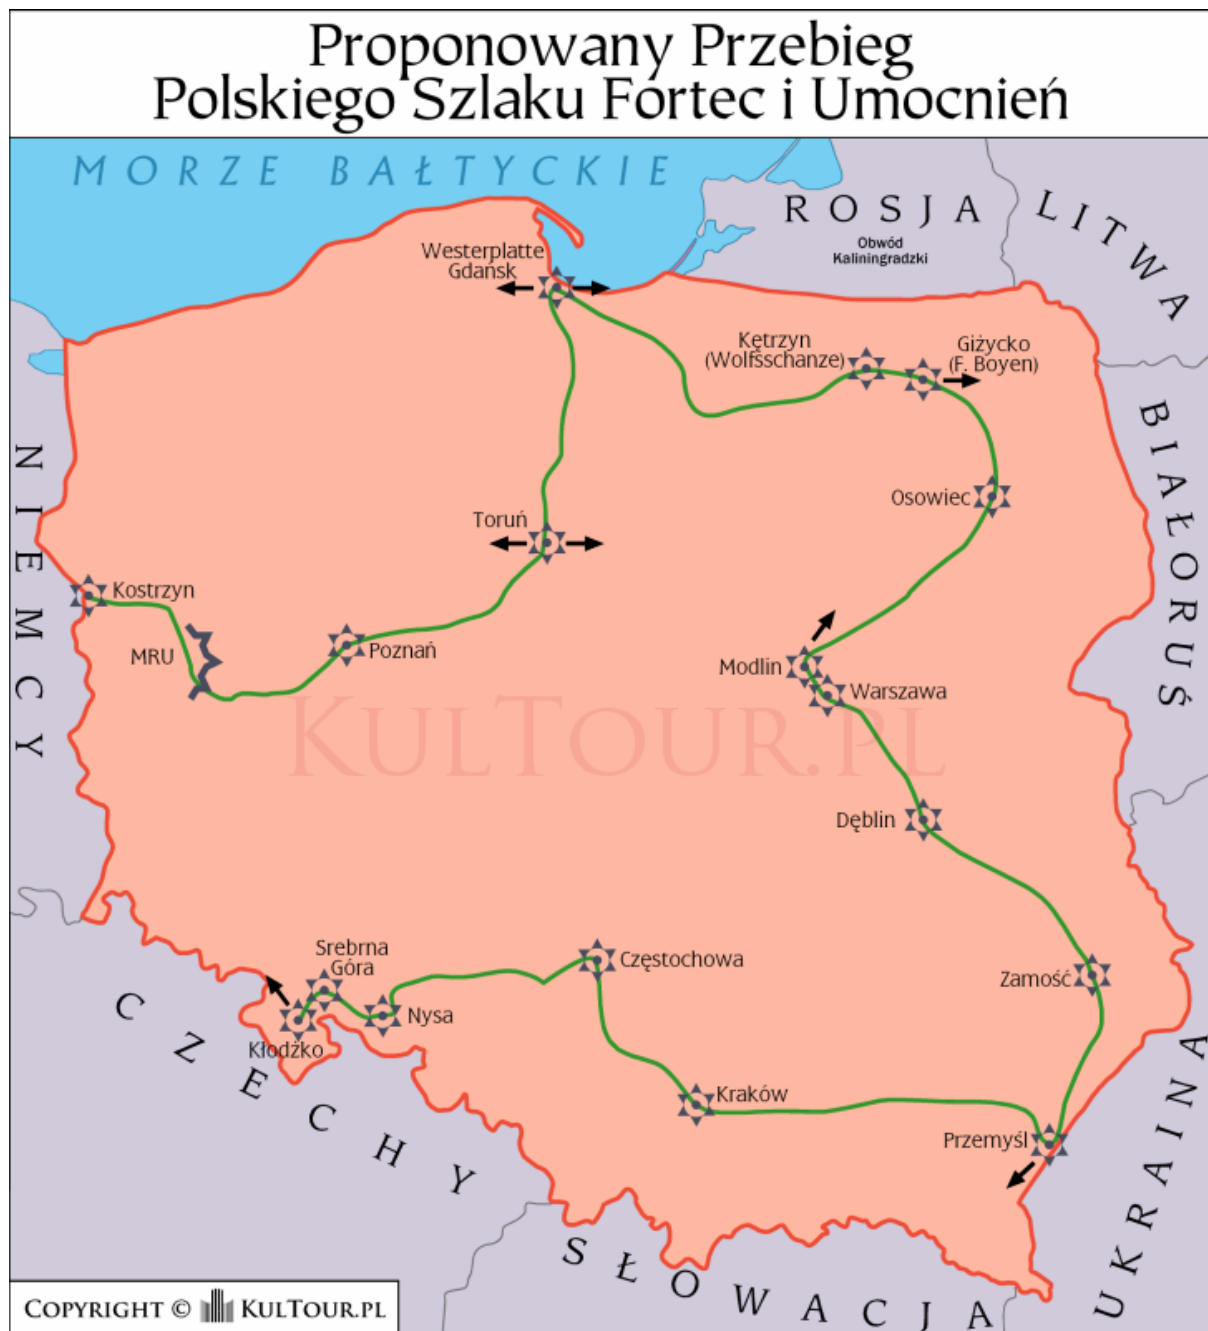 Proponowany Przebieg
Polskiego Szlaku Fortec i Umocnień
MORZE BAŁTYCKIE
ROSJA
Obwód
Kaliningradzki
LITWA
Westerplatte
Gdańsk
Kętrzyn
(Wolfsschanze)
Giżycko
(F. Boyen)
BIAŁORUŚ
NIEMCY
Osowiec
Toruń
Kostrzyn
MRU
Poznań
Modlin
Warszawa
KULTOUR.PL
Dęblin
Srebrna
Góra
Częstochowa
Zamość
Nysa
Kłodzko
CZECHY
Kraków
Przemyśl
UKRAINA
SŁOWACJA
COPYRIGHT © KULTOUR.PL